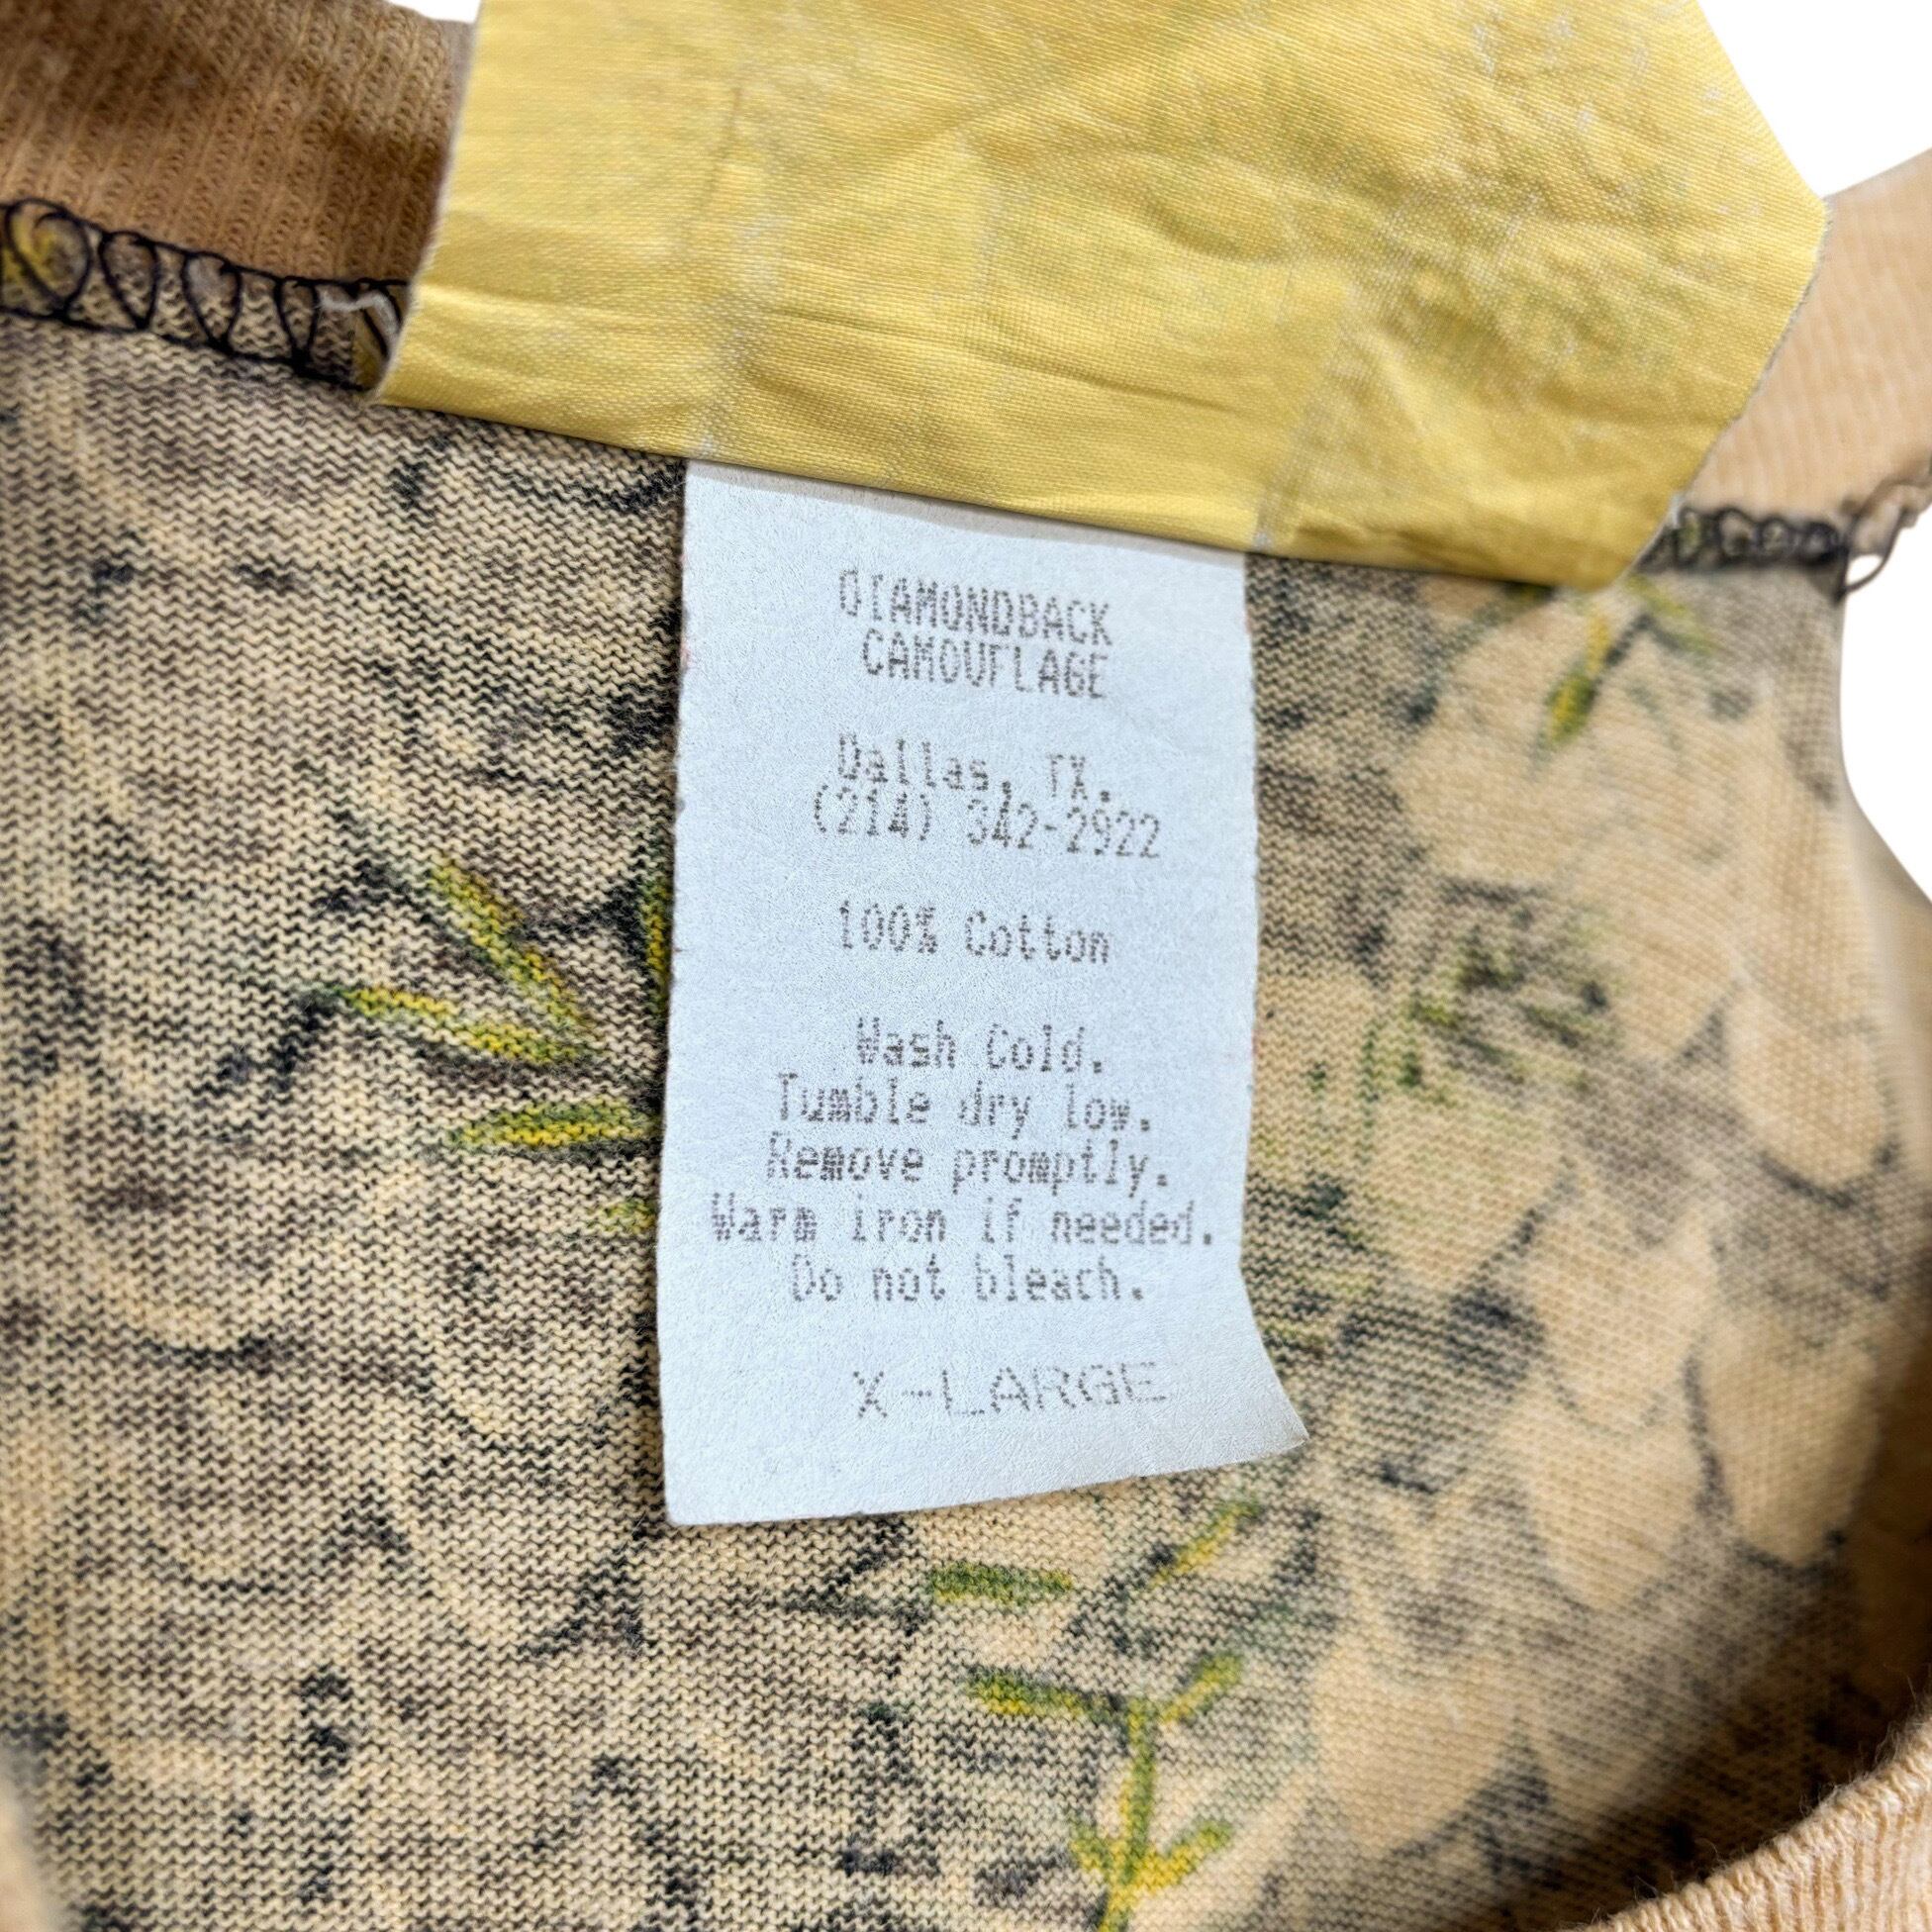 DIAMONDBACK
CAMOUFLAGE
Dallas, TX.
(214) 342-2922
100% Cotton
Wash Cold.
Tumble dry low.
Remove promptly.
Warm iron if needed.
Do not bleach.
X-LARGE